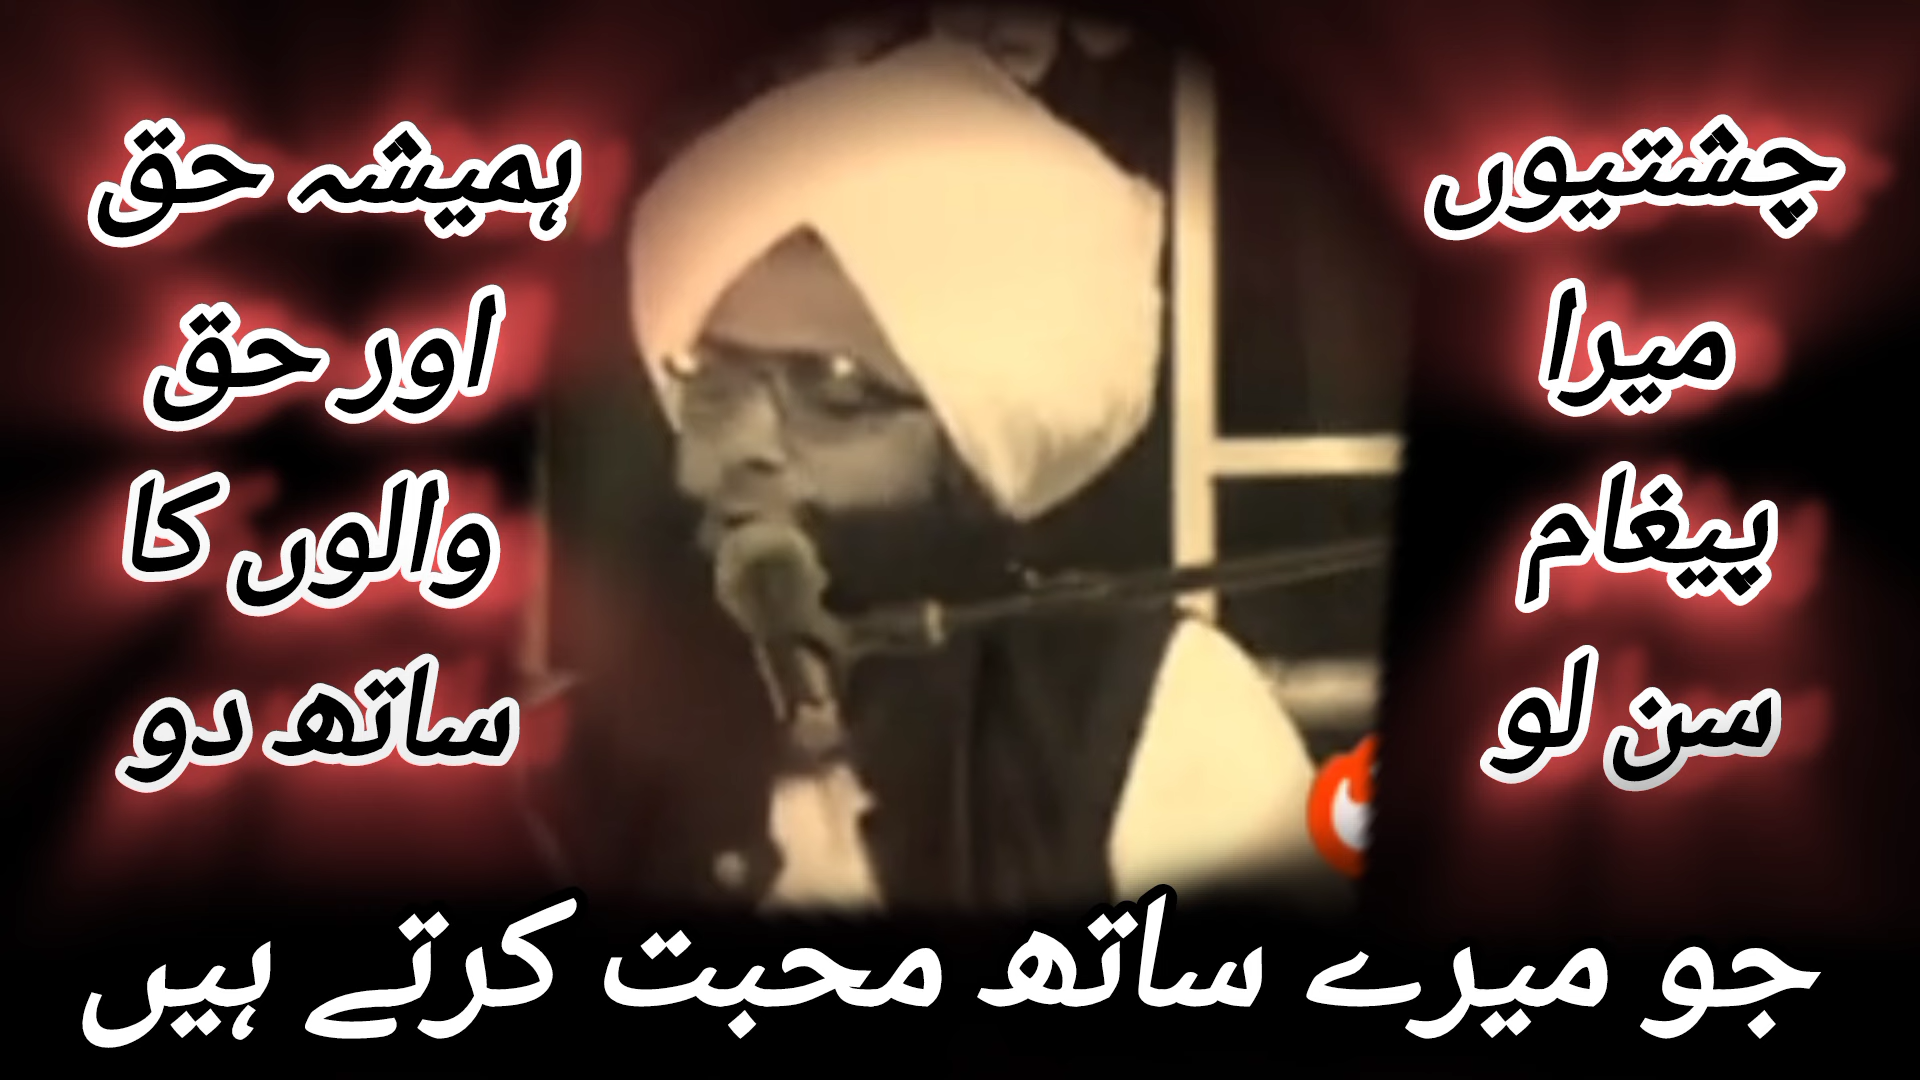 چشتیوں
میرا
پیغام
سن لو
ہمیشہ حق
اور حق
والوں کا
ساتھ دو
جو میرے ساتھ محبت کرتے ہیں